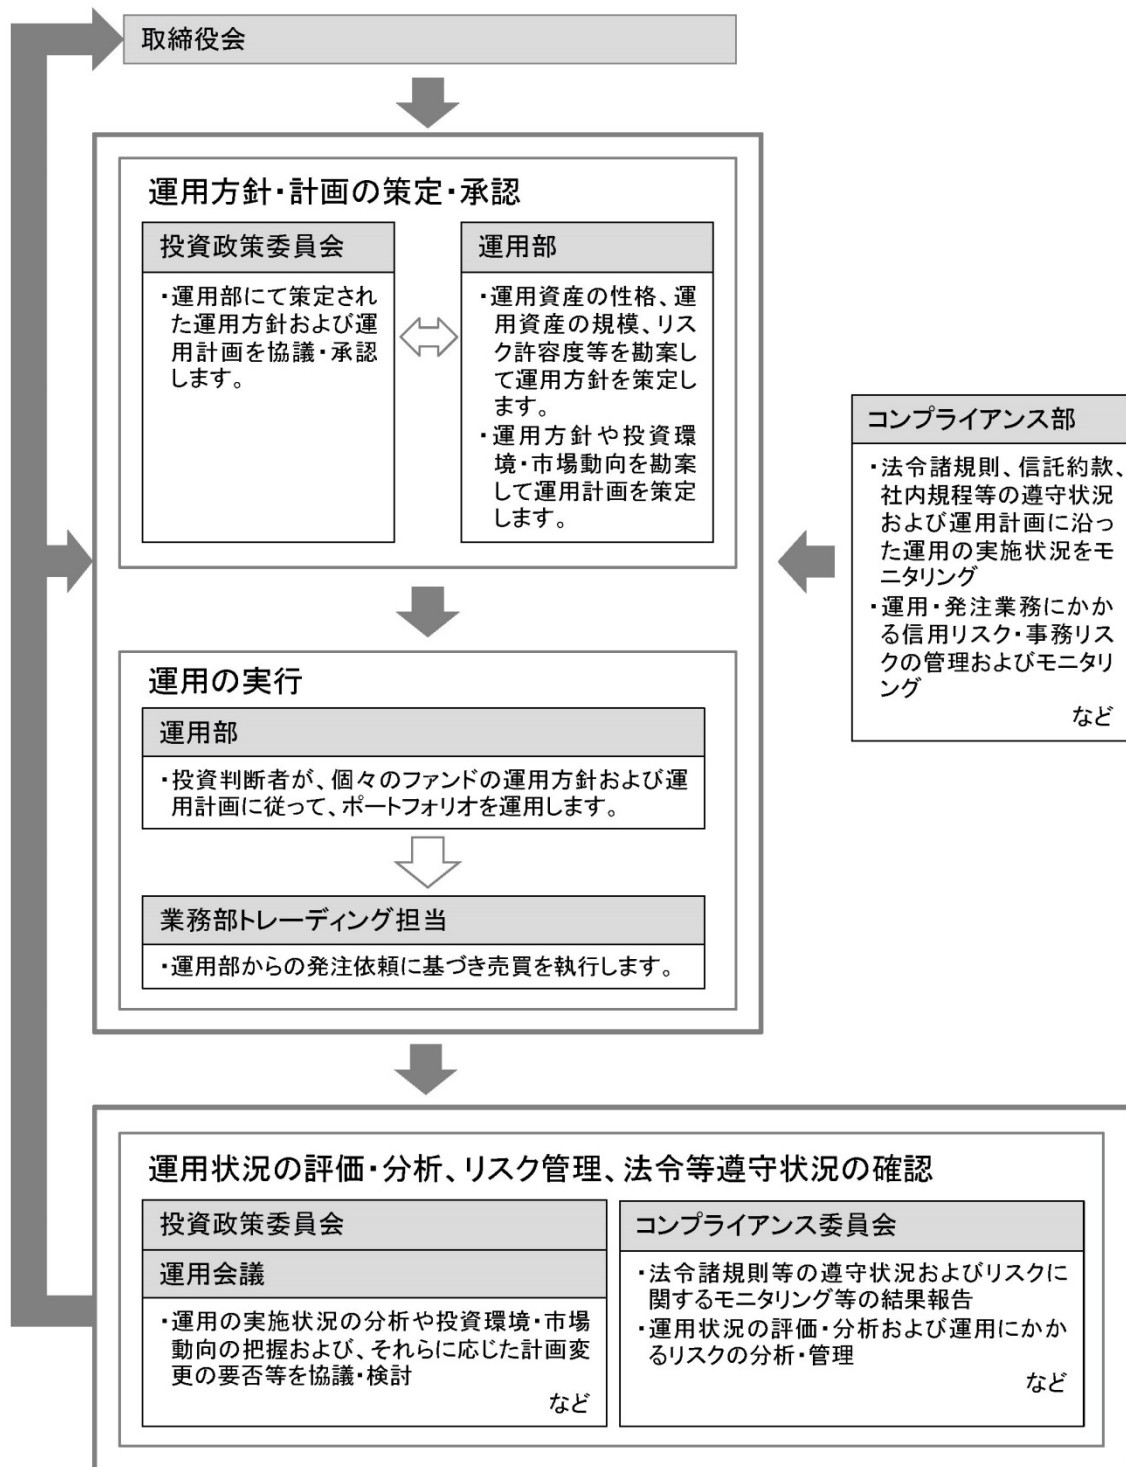 取締役会
運用方針・計画の策定・承認
投資政策委員会
・運用部にて策定され
た運用方針および運
用計画を協議・承認
します。
運用部
・運用資産の性格、運
用資産の規模、リス
ク許容度等を勘案し
て運用方針を策定し
ます。
・運用方針や投資環
境・市場動向を勘案
して運用計画を策定
します。
コンプライアンス部
・法令諸規則、信託約款、
社内規程等の遵守状況
および運用計画に沿っ
た運用の実施状況をモ
ニタリング
・運用・発注業務にかか
る信用リスク・事務リス
クの管理およびモニタリ
ング
など
運用の実行
運用部
・投資判断者が、個々のファンドの運用方針および運
用計画に従って、ポートフォリオを運用します。
業務部トレーディング担当
・運用部からの発注依頼に基づき売買を執行します。
運用状況の評価・分析、リスク管理、法令等遵守状況の確認
投資政策委員会
運用会議
・運用の実施状況の分析や投資環境・市場
動向の把握および、それらに応じた計画変
更の要否等を協議・検討
など
コンプライアンス委員会
・法令諸規則等の遵守状況およびリスクに
関するモニタリング等の結果報告
・運用状況の評価・分析および運用にかか
るリスクの分析・管理
など